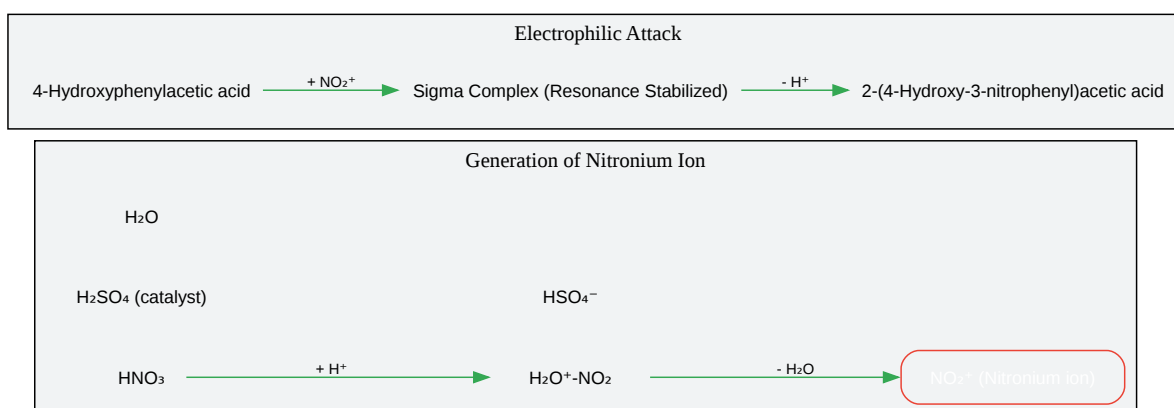 Electrophilic Attack
+ NO₂⁺
- H⁺
4-Hydroxyphenylacetic acid
Sigma Complex (Resonance Stabilized)
2-(4-Hydroxy-3-nitrophenyl)acetic acid
Generation of Nitronium Ion
H₂O
H₂SO₄ (catalyst)
HSO₄⁻
+ H⁺
- H₂O
HNO₃
H₂O⁺-NO₂
NO₂⁺ (Nitronium ion)